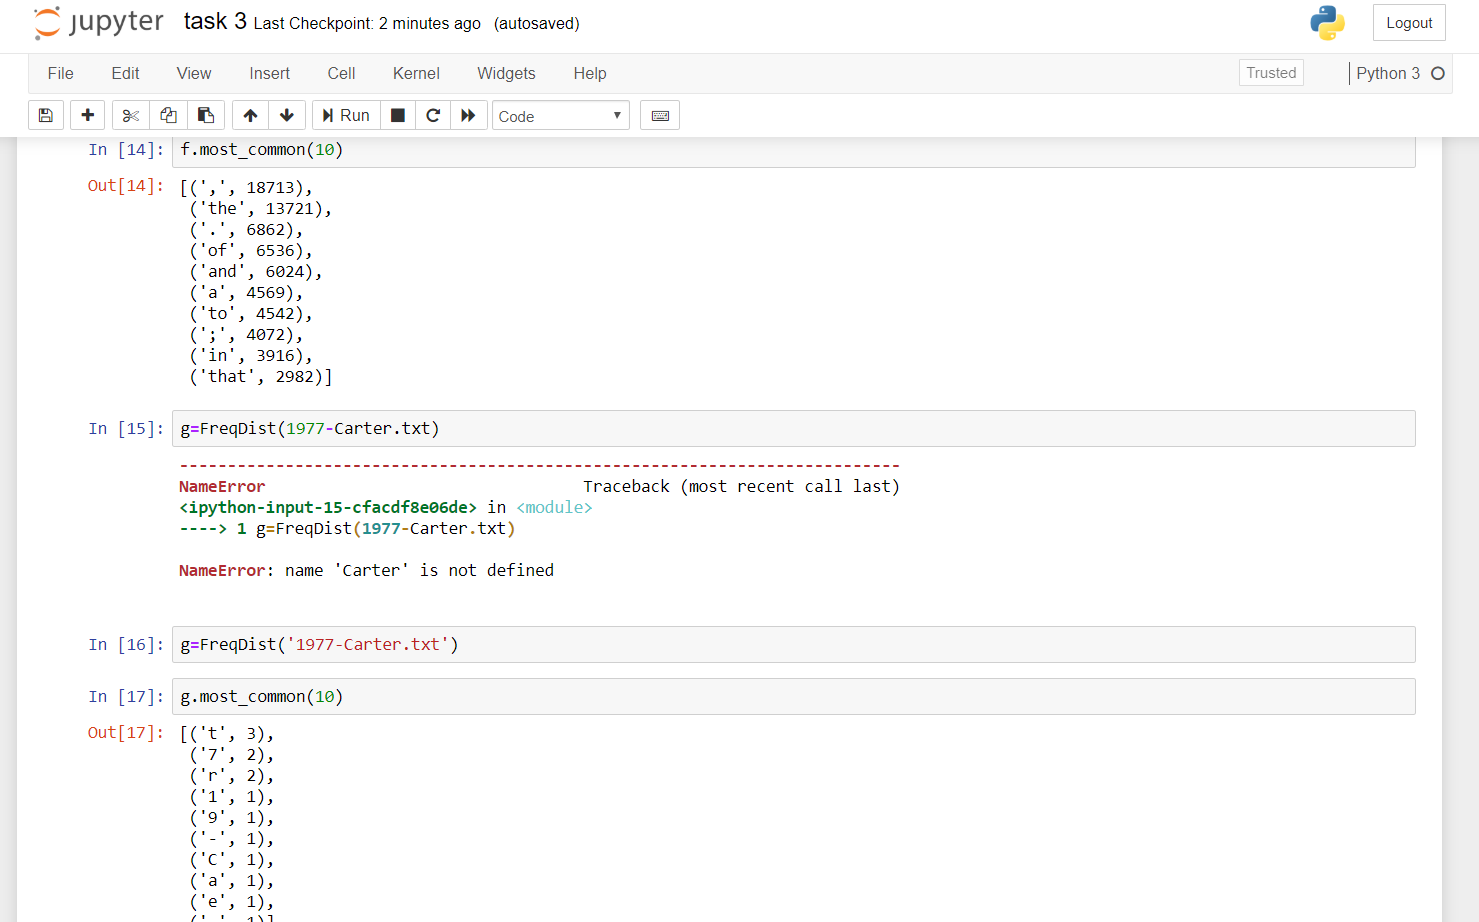 jupyter task 3 Last Checkpoint: 2 minutes ago (autosaved)
Logout
File Edit View Insert Cell Kernel Widgets Help
Trusted
Python 3
Run
Code
In [14]: f.most_common(10)
Out[14]: [(',', 18713),
('the', 13721),
('.', 6862),
('of', 6536),
('and', 6024),
('a', 4569),
('to', 4542),
(';', 4072),
('in', 3916),
('that', 2982)]
In [15]: g=FreqDist(1977-Carter.txt)
---------------------------------------------------------------------------
NameError Traceback (most recent call last)
<ipython-input-15-cfacdf8e06de> in <module>
----> 1 g=FreqDist(1977-Carter.txt)
NameError: name 'Carter' is not defined
In [16]: g=FreqDist('1977-Carter.txt')
In [17]: g.most_common(10)
Out[17]: [('t', 3),
('7', 2),
('r', 2),
('1', 1),
('9', 1),
('-', 1),
('C', 1),
('a', 1),
('e', 1),